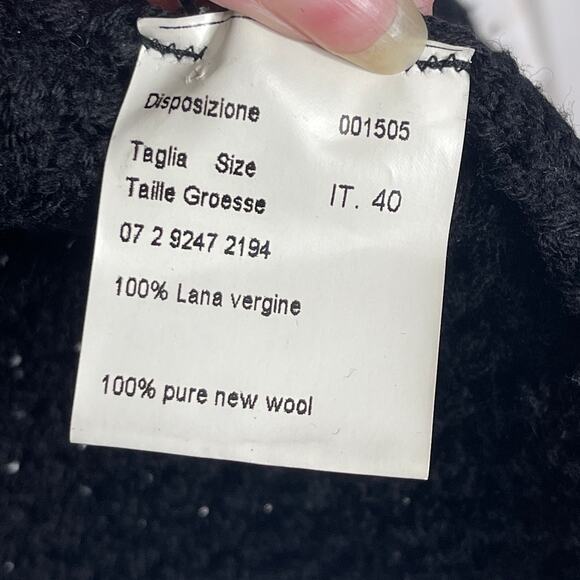 Disposizione 001505
Taglia Size
Taille Groesse IT. 40
07 2 9247 2194
100% Lana vergine
100% pure new wool